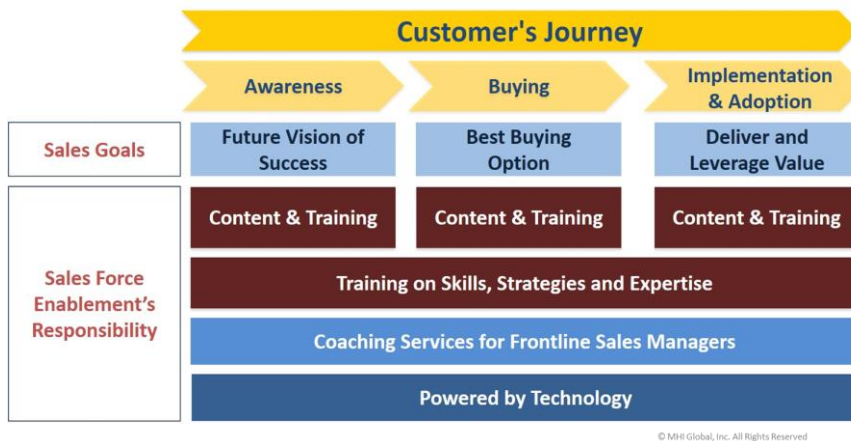 Customer's Journey
Awareness
Buying
Implementation
& Adoption
Sales Goals
Future Vision of
Success
Best Buying
Option
Deliver and
Leverage Value
Sales Force
Enablement's
Responsibility
Content & Training
Content & Training
Content & Training
Training on Skills, Strategies and Expertise
Coaching Services for Frontline Sales Managers
Powered by Technology
© MHI Global, Inc. All Rights Reserved